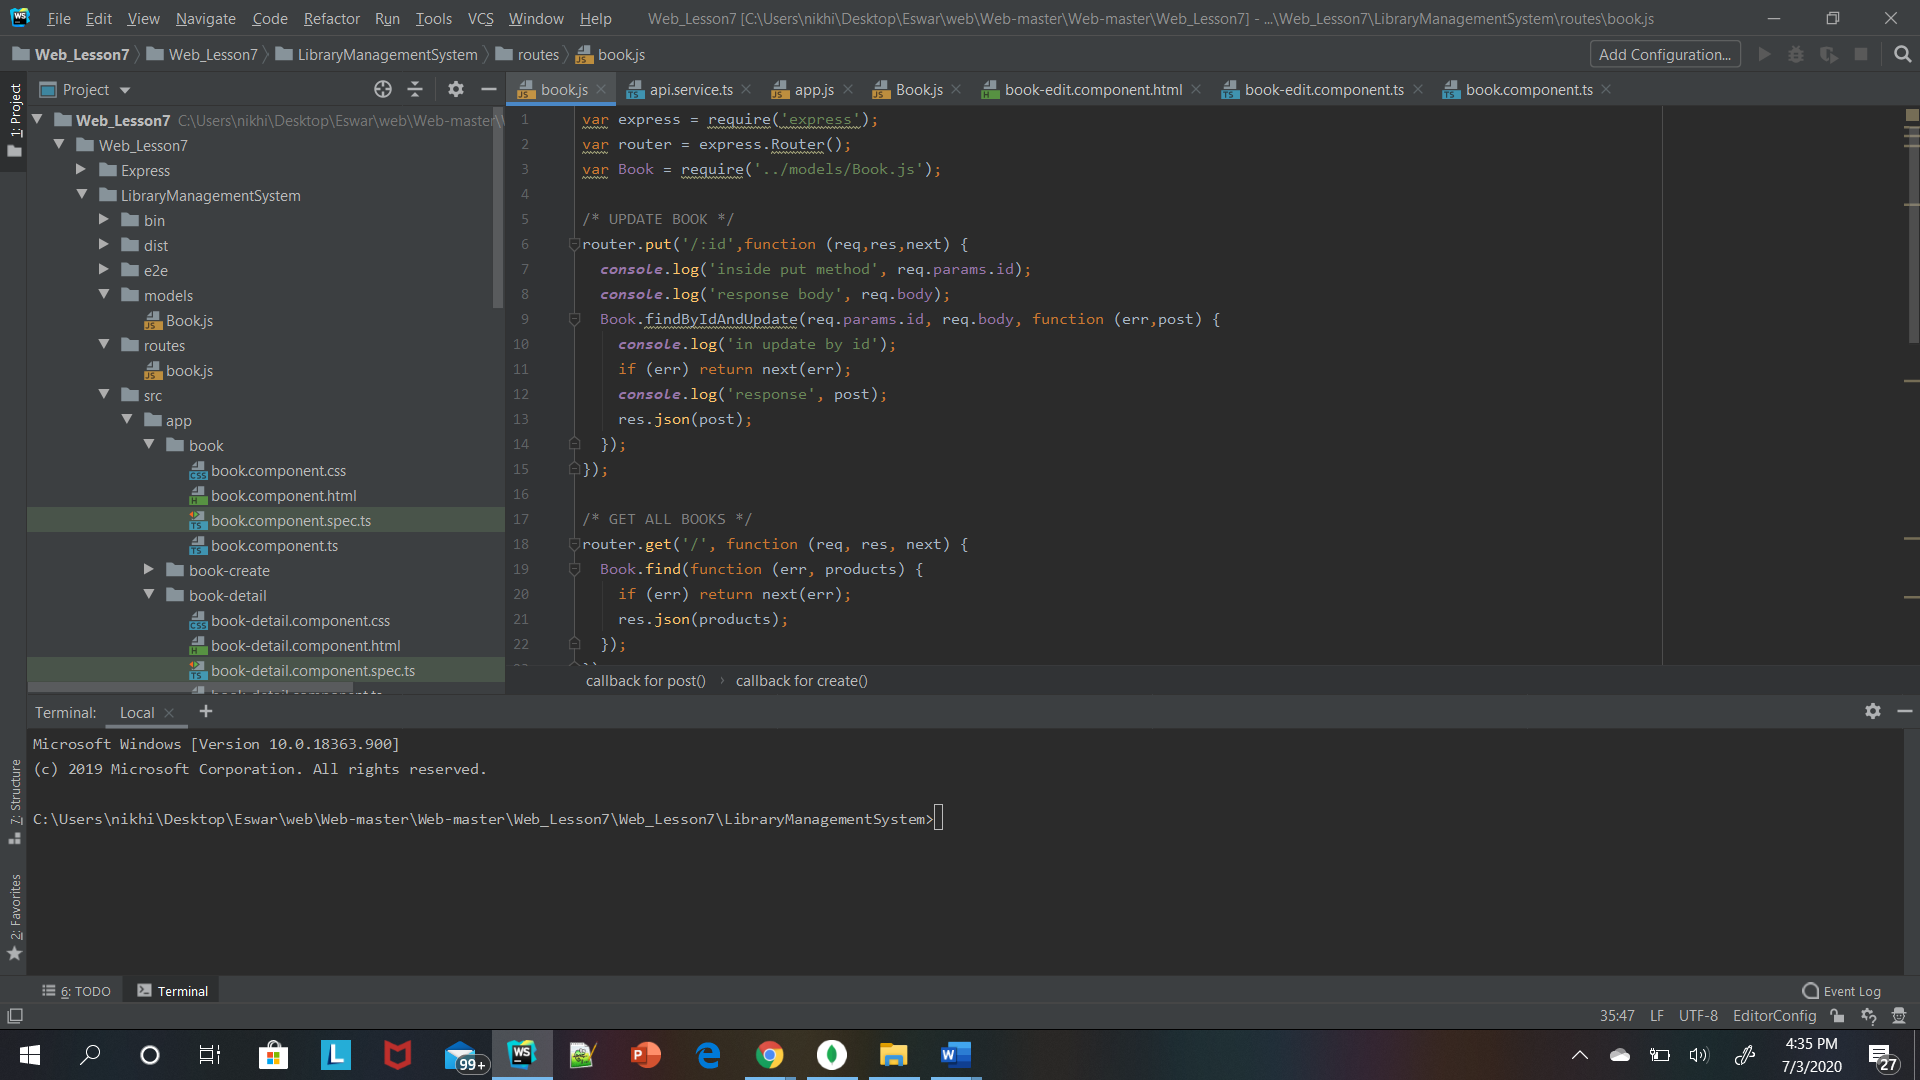 File Edit View Navigate Code Refactor Run Tools VCS Window Help Web_Lesson7 [C:\Users\nikhi\Desktop\Eswar\web\Web-master\Web-master\Web_Lesson7] - ...\Web_Lesson7\LibraryManagementSystem\routes\book.js
Web_Lesson7 Web_Lesson7 LibraryManagementSystem routes book.js Add Configuration...
1: Project
Project
book.js api.service.ts app.js Book.js book-edit.component.html book-edit.component.ts book.component.ts
Web_Lesson7 C:\Users\nikhi\Desktop\Eswar\web\Web-master\
Web_Lesson7
Express
LibraryManagementSystem
bin
dist
e2e
models
Book.js
routes
book.js
src
app
book
book.component.css
book.component.html
book.component.spec.ts
book.component.ts
book-create
book-detail
book-detail.component.css
book-detail.component.html
book-detail.component.spec.ts
1 var express = require('express');
2 var router = express.Router();
3 var Book = require('../models/Book.js');
4
5 /* UPDATE BOOK */
6 router.put('/:id',function (req,res,next) {
7 console.log('inside put method', req.params.id);
8 console.log('response body', req.body);
9 Book.findByIdAndUpdate(req.params.id, req.body, function (err,post) {
10 console.log('in update by id');
11 if (err) return next(err);
12 console.log('response', post);
13 res.json(post);
14 });
15 });
16
17 /* GET ALL BOOKS */
18 router.get('/', function (req, res, next) {
19 Book.find(function (err, products) {
20 if (err) return next(err);
21 res.json(products);
22 });
callback for post() › callback for create()
Terminal: Local
Microsoft Windows [Version 10.0.18363.900]
(c) 2019 Microsoft Corporation. All rights reserved.
C:\Users\nikhi\Desktop\Eswar\web\Web-master\Web-master\Web_Lesson7\Web_Lesson7\LibraryManagementSystem>
7: Structure
2: Favorites
6: TODO Terminal Event Log
35:47 LF UTF-8 EditorConfig
99+
WS
4:35 PM
7/3/2020
27